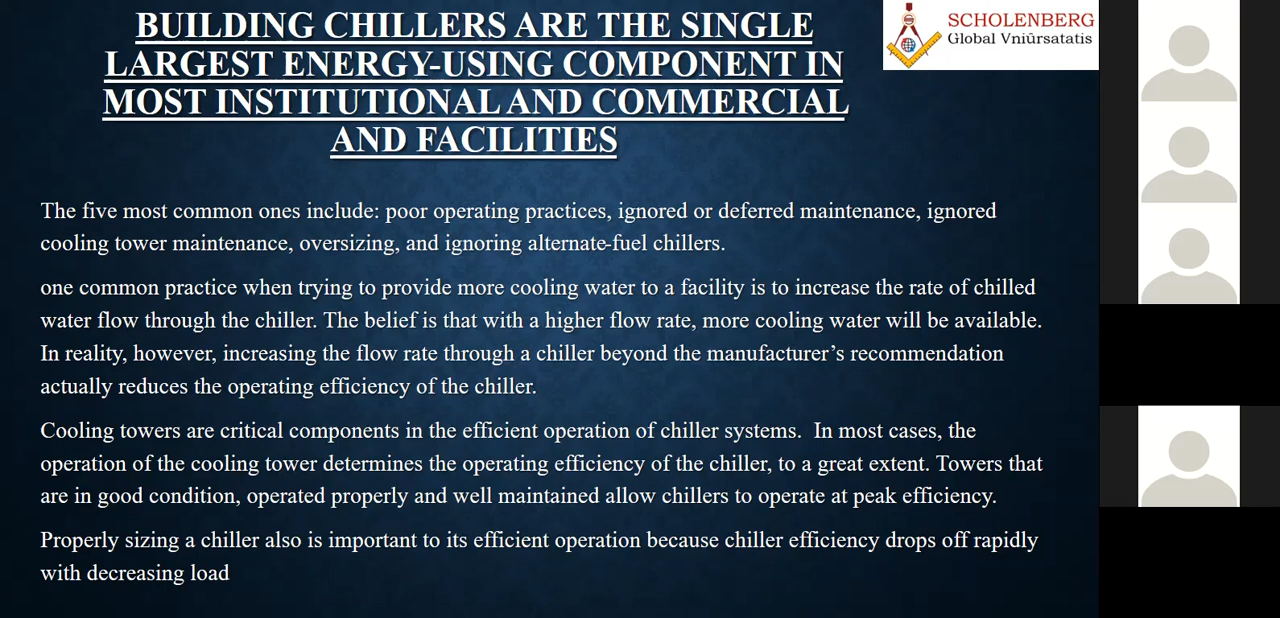 BUILDING CHILLERS ARE THE SINGLE
LARGEST ENERGY-USING COMPONENT IN
MOST INSTITUTIONAL AND COMMERCIAL
AND FACILITIES
SCHOLENBERG
Global Vniūrsatatis
The five most common ones include: poor operating practices, ignored or deferred maintenance, ignored
cooling tower maintenance, oversizing, and ignoring alternate-fuel chillers.
one common practice when trying to provide more cooling water to a facility is to increase the rate of chilled
water flow through the chiller. The belief is that with a higher flow rate, more cooling water will be available.
In reality, however, increasing the flow rate through a chiller beyond the manufacturer’s recommendation
actually reduces the operating efficiency of the chiller.
Cooling towers are critical components in the efficient operation of chiller systems.  In most cases, the
operation of the cooling tower determines the operating efficiency of the chiller, to a great extent. Towers that
are in good condition, operated properly and well maintained allow chillers to operate at peak efficiency.
Properly sizing a chiller also is important to its efficient operation because chiller efficiency drops off rapidly
with decreasing load